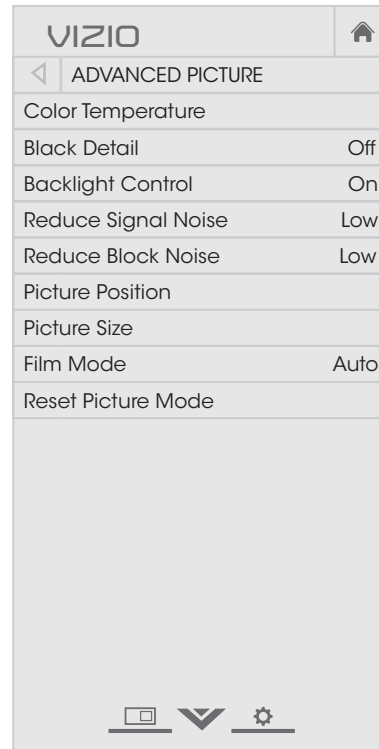 VIZIO
ADVANCED PICTURE
Color Temperature
Black Detail Off
Backlight Control On
Reduce Signal Noise Low
Reduce Block Noise Low
Picture Position
Picture Size
Film Mode Auto
Reset Picture Mode